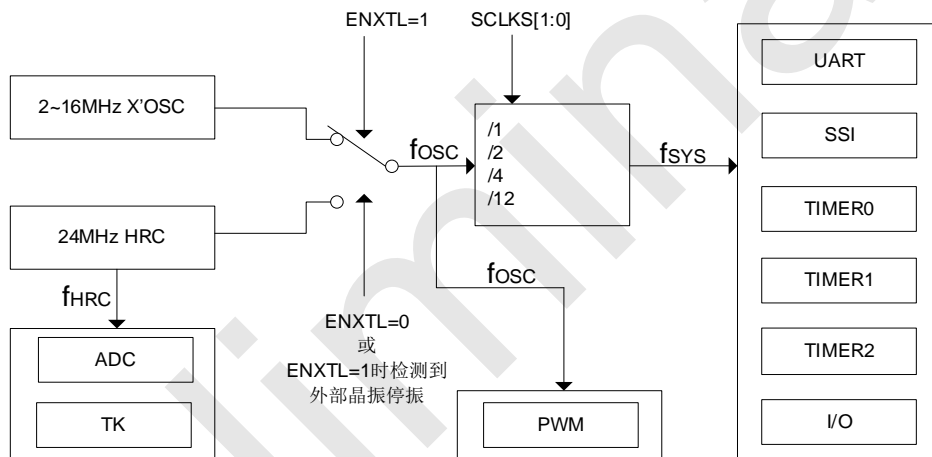 ENXTL=1
SCLKS[1:0]
2~16MHz X'OSC
24MHz HRC
fHRC
ADC
TK
fOSC
/1
/2
/4
/12
fSYS
fOSC
ENXTL=0
或
ENXTL=1时检测到
外部晶振停振
PWM
UART
SSI
TIMER0
TIMER1
TIMER2
I/O